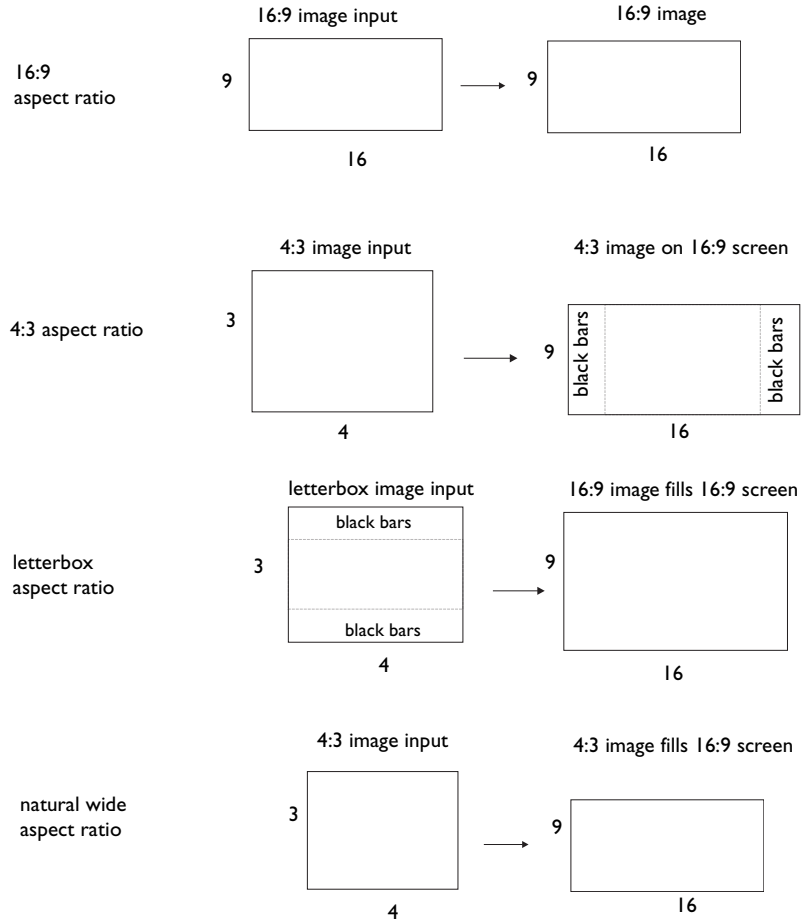 16:9 image input
16:9 image
16:9
aspect ratio
9
9
16
16
4:3 image input
4:3 image on 16:9 screen
4:3 aspect ratio
3
9
black bars
black bars
4
16
letterbox image input
16:9 image fills 16:9 screen
black bars
letterbox
aspect ratio
3
9
black bars
4
16
4:3 image input
4:3 image fills 16:9 screen
natural wide
aspect ratio
3
9
4
16